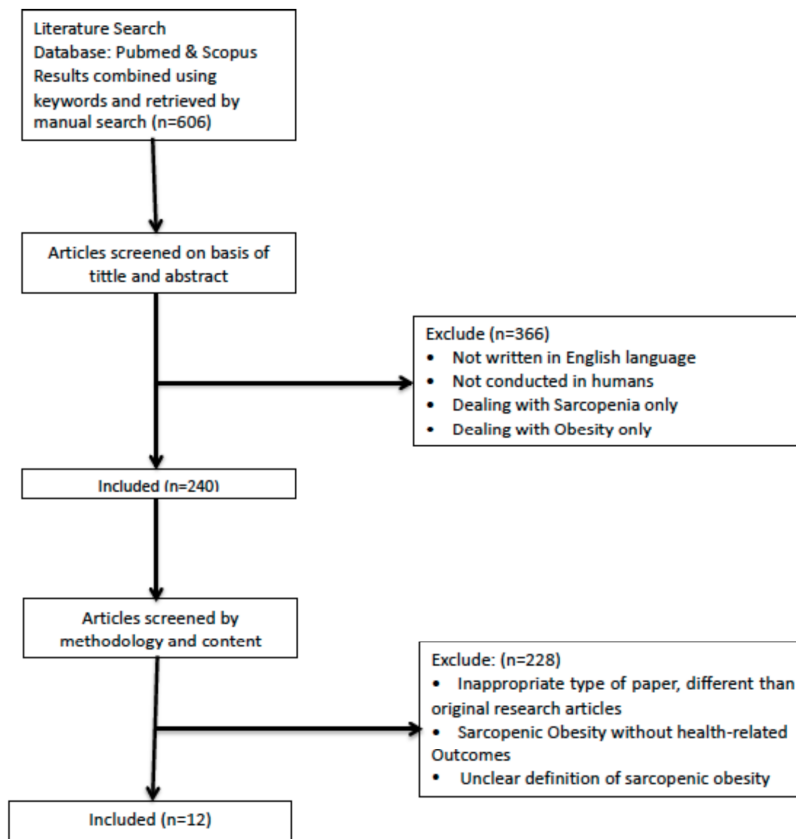 Literature Search
Database: Pubmed & Scopus
Results combined using
keywords and retrieved by
manual search (n=606)
Articles screened on basis of
tittle and abstract
Exclude (n=366)
• Not written in English language
• Not conducted in humans
• Dealing with Sarcopenia only
• Dealing with Obesity only
Included (n=240)
Articles screened by
methodology and content
Exclude: (n=228)
• Inappropriate type of paper, different than
original research articles
• Sarcopenic Obesity without health-related
Outcomes
• Unclear definition of sarcopenic obesity
Included (n=12)